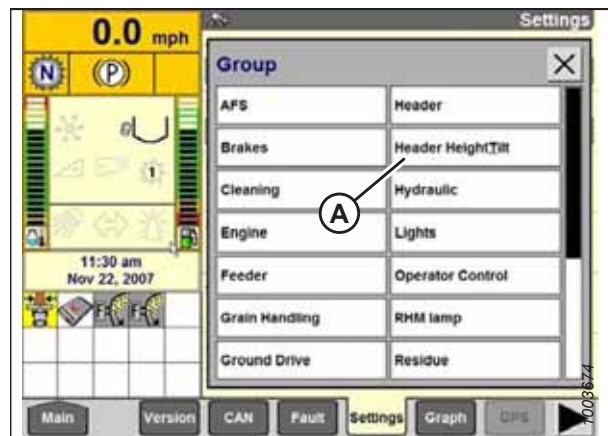 0.0 mph
Settings
N
P
Group
X
AFS
Header
Brakes
Header HeightTilt
1
Cleaning
Hydraulic
A
Engine
Lights
11:30 am
Nov 22, 2007
Feeder
Operator Control
F
F
Grain Handling
RHM lamp
Ground Drive
Residue
Main
Version
CAN
Fault
Settings
Graph
GPS
1003674